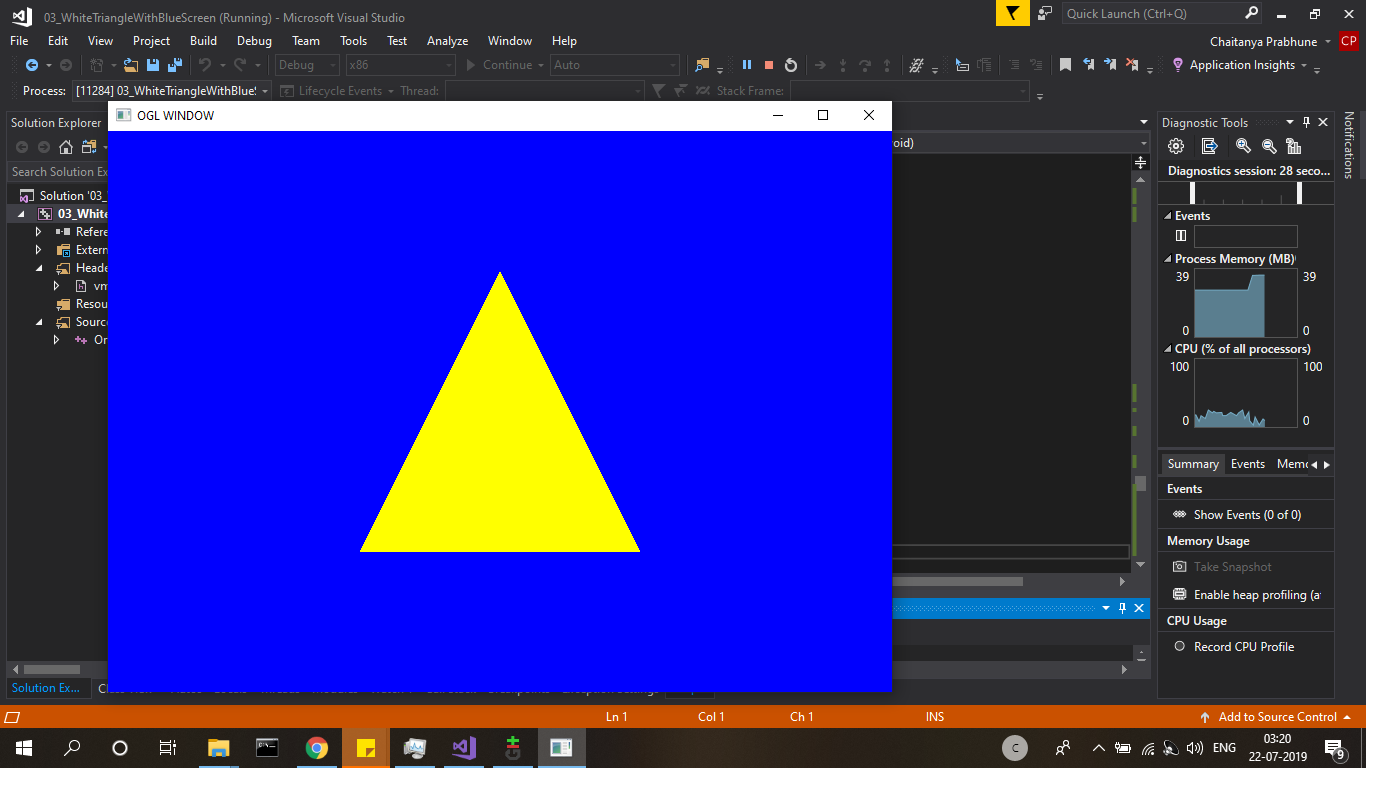 03_WhiteTriangleWithBlueScreen (Running) - Microsoft Visual Studio
Quick Launch (Ctrl+Q)
File Edit View Project Build Debug Team Tools Test Analyze Window Help
Chaitanya Prabhune CP
Debug x86 Continue Auto Application Insights
Process: [11284] 03_WhiteTriangleWithBlue Lifecycle Events Thread: Stack Frame:
OGL WINDOW
Solution Explorer
Search Solution Ex
Solution '03_
03_White
Refere
Extern
Heade
vm
Resou
Sourc
Or
oid)
Diagnostic Tools
Notifications
Diagnostics session: 28 seco...
Events
Process Memory (MB)
39 39
0 0
CPU (% of all processors)
100 100
0 0
Summary Events Mem
Events
Show Events (0 of 0)
Memory Usage
Take Snapshot
Enable heap profiling (a
CPU Usage
Record CPU Profile
Solution Ex...
Ln 1 Col 1 Ch 1 INS
Add to Source Control
C
ENG
03:20
22-07-2019
9